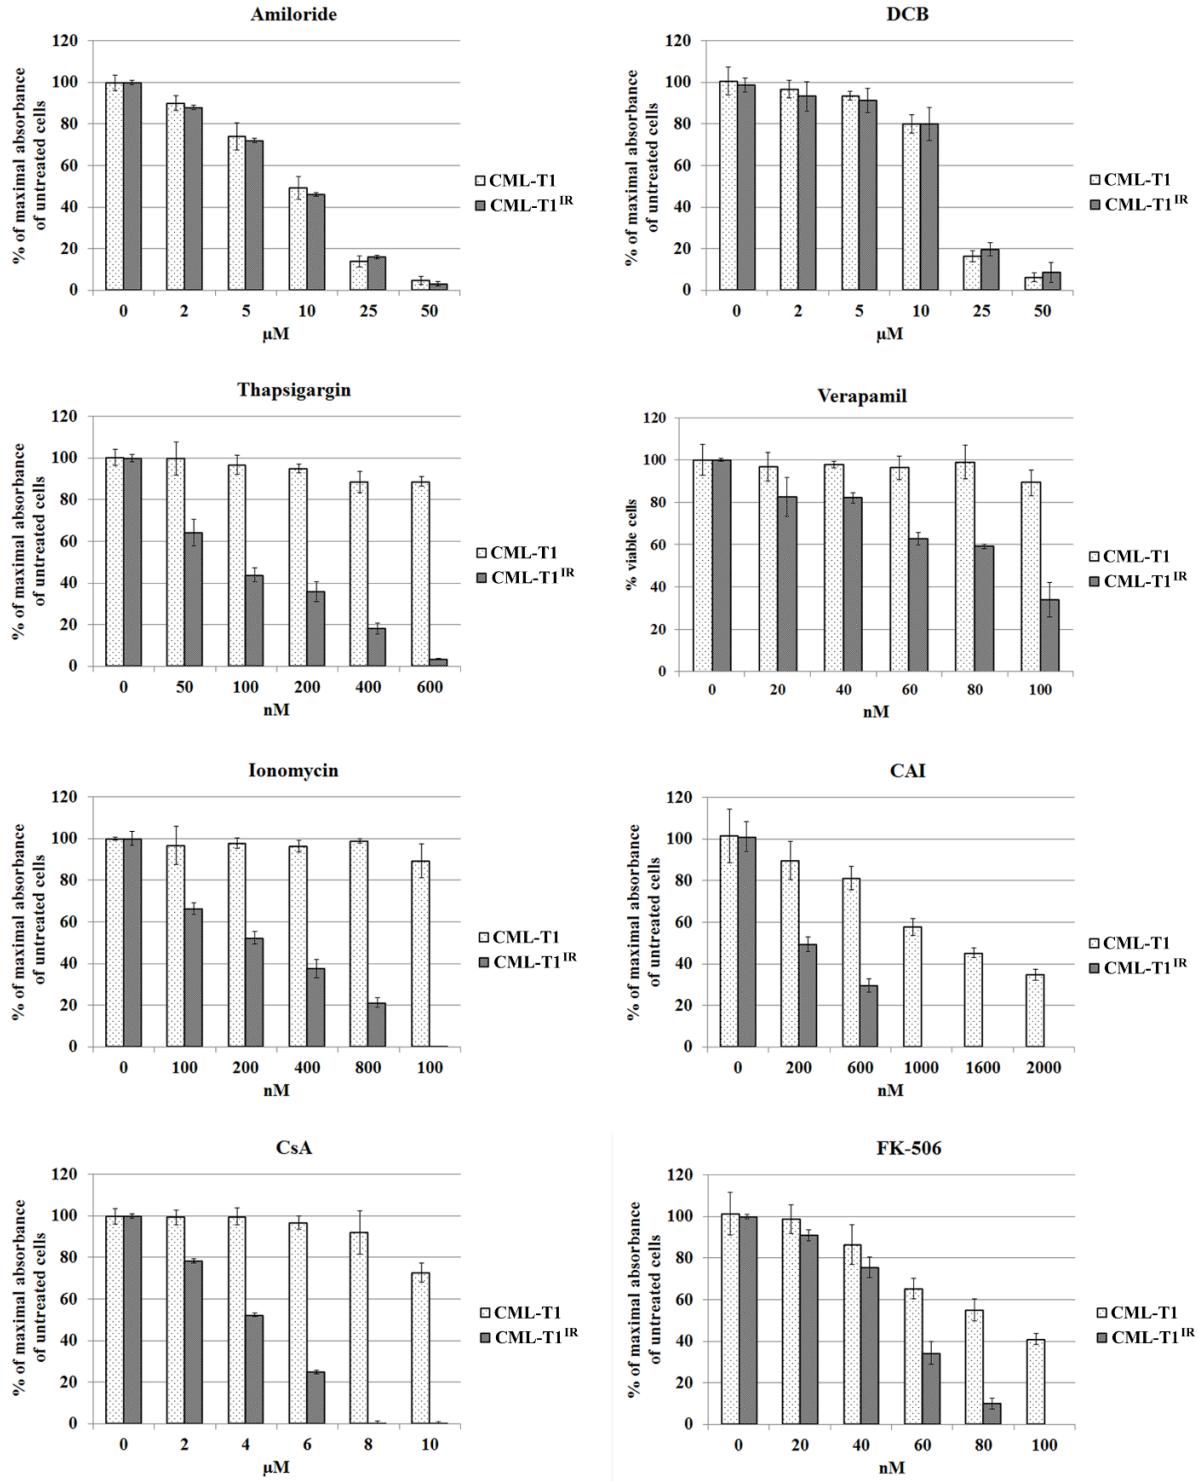 Amiloride
% of maximal absorbance
of untreated cells
120
100
80
60
40
20
0
0 2 5 10 25 50
µM
CML-T1
CML-T1IR
DCB
% of maximal absorbance
of untreated cells
120
100
80
60
40
20
0
0 2 5 10 25 50
µM
CML-T1
CML-T1IR
Thapsigargin
% of maximal absorbance
of untreated cells
120
100
80
60
40
20
0
0 50 100 200 400 600
nM
CML-T1
CML-T1IR
Verapamil
% viable cells
120
100
80
60
40
20
0
0 20 40 60 80 100
nM
CML-T1
CML-T1IR
Ionomycin
% of maximal absorbance
of untreated cells
120
100
80
60
40
20
0
0 100 200 400 800 100
nM
CML-T1
CML-T1IR
CAI
% of maximal absorbance
of untreated cells
120
100
80
60
40
20
0
0 200 600 1000 1600 2000
nM
CML-T1
CML-T1IR
CsA
% of maximal absorbance
of untreated cells
120
100
80
60
40
20
0
0 2 4 6 8 10
µM
CML-T1
CML-T1IR
FK-506
% of maximal absorbance
of untreated cells
120
100
80
60
40
20
0
0 20 40 60 80 100
nM
CML-T1
CML-T1IR